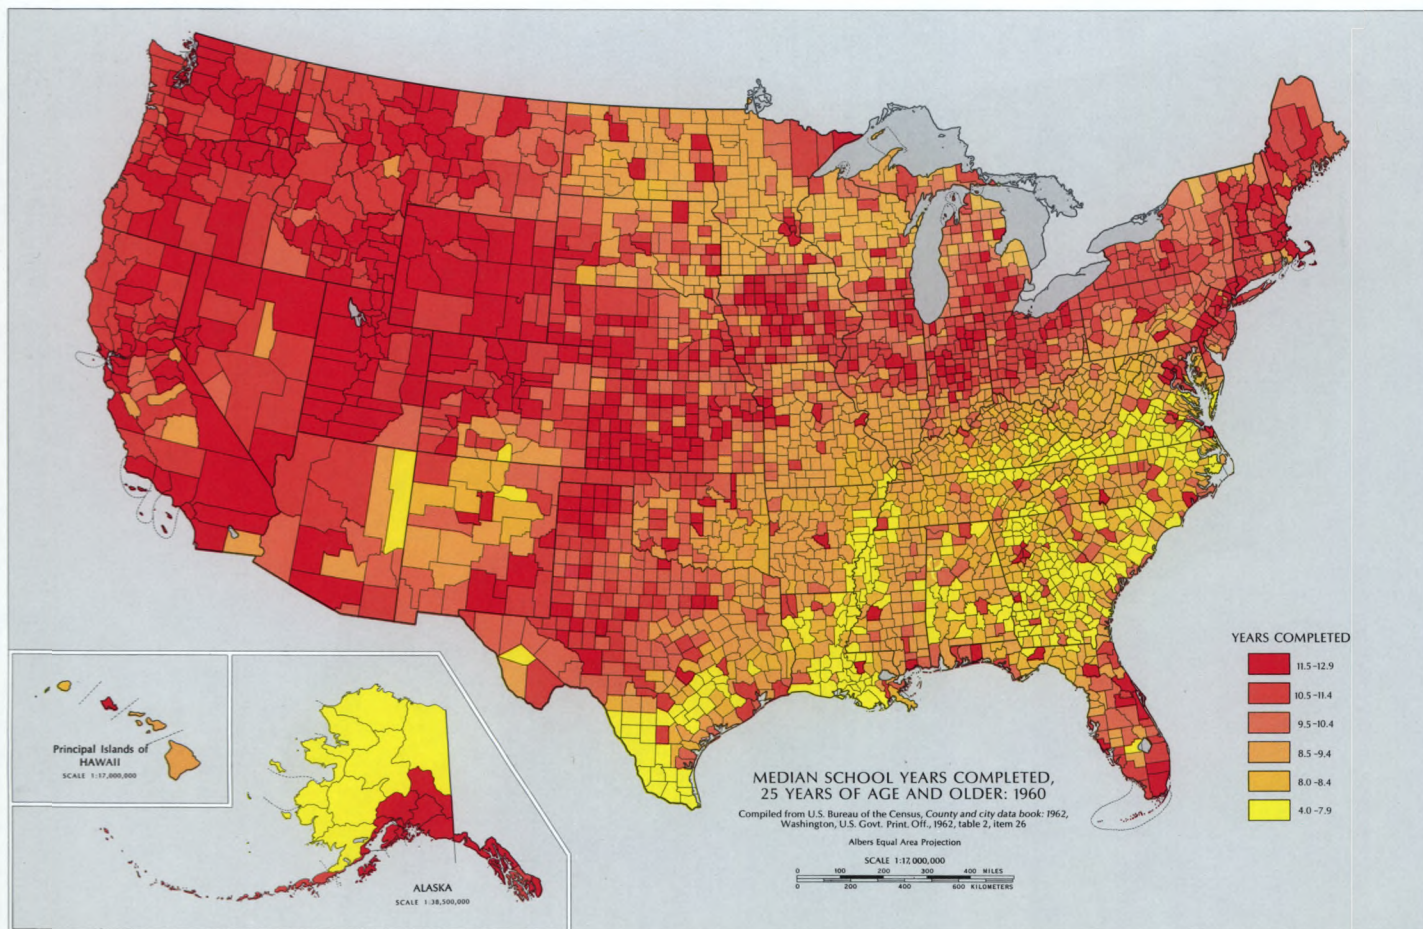 YEARS COMPLETED
11.5-12.9
10.5-11.4
9.5-10.4
8.5-9.4
8.0-8.4
4.0-7.9
Principal Islands of
HAWAII
SCALE 1:17,000,000
ALASKA
SCALE 1:38,500,000
MEDIAN SCHOOL YEARS COMPLETED,
25 YEARS OF AGE AND OLDER: 1960
Compiled from U.S. Bureau of the Census, County and city data book: 1962,
Washington, U.S. Govt. Print. Off., 1962, table 2, item 26
Albers Equal Area Projection
SCALE 1:17,000,000
0 100 200 300 400 MILES
0 200 400 600 KILOMETERS